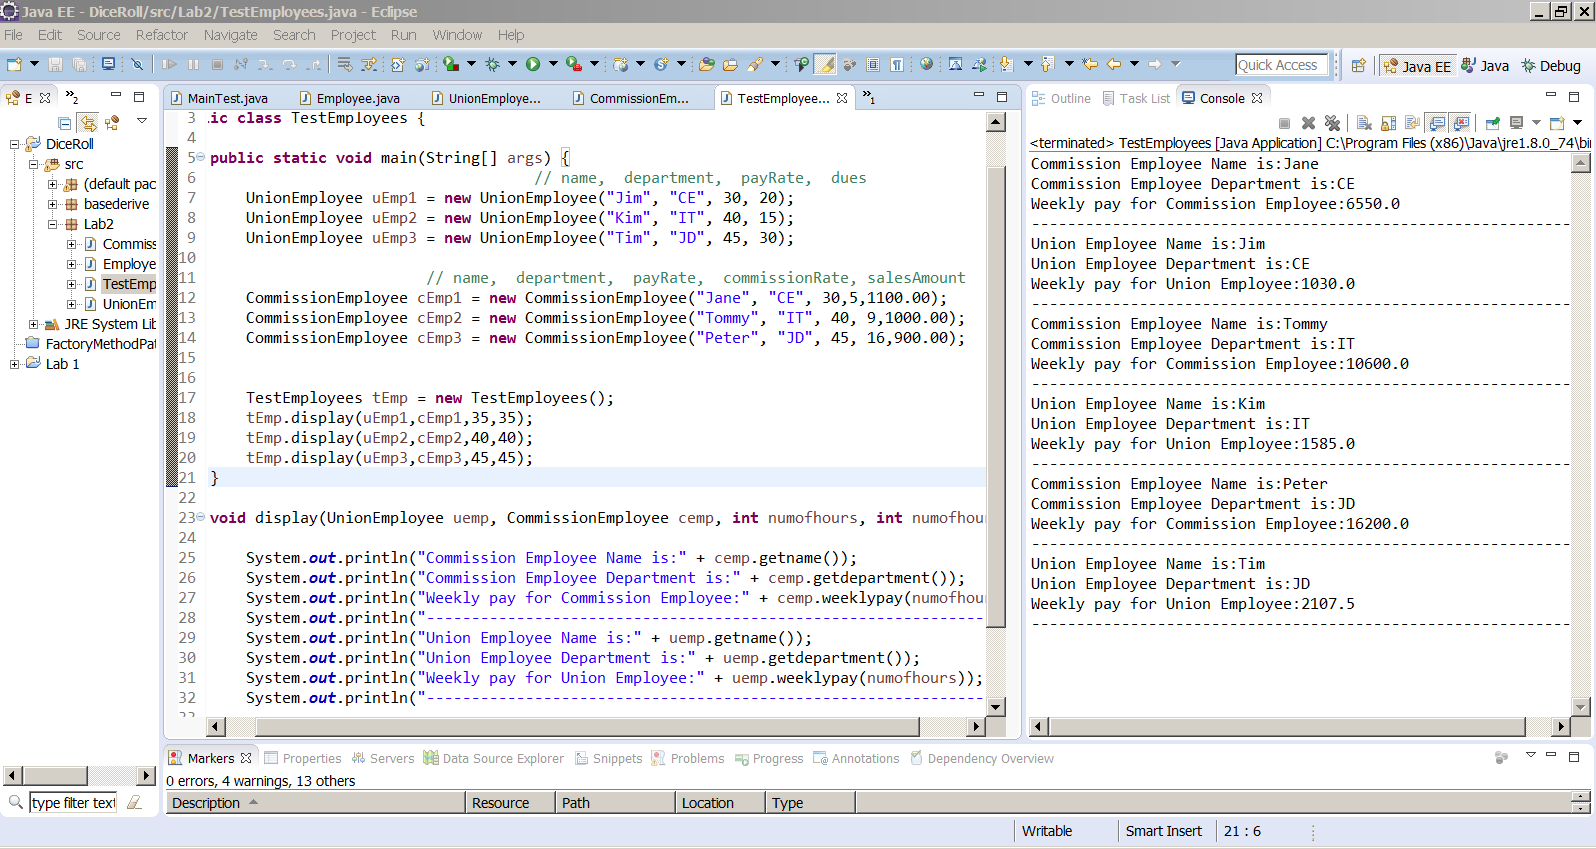 Java EE - DiceRoll/src/Lab2/TestEmployees.java - Eclipse
File Edit Source Refactor Navigate Search Project Run Window Help
Quick Access Java EE Java Debug
E »2
DiceRoll
src
(default pac
basederive
Lab2
Commiss
Employe
TestEmp
UnionEm
JRE System Lib
FactoryMethodPat
Lab 1
type filter text
MainTest.java Employee.java UnionEmploye... CommissionEm... TestEmployee... »1
3 ic class TestEmployees {
4
5 public static void main(String[] args) {
6 // name, department, payRate, dues
7 UnionEmployee uEmp1 = new UnionEmployee("Jim", "CE", 30, 20);
8 UnionEmployee uEmp2 = new UnionEmployee("Kim", "IT", 40, 15);
9 UnionEmployee uEmp3 = new UnionEmployee("Tim", "JD", 45, 30);
10
11 // name, department, payRate, commissionRate, salesAmount
12 CommissionEmployee cEmp1 = new CommissionEmployee("Jane", "CE", 30,5,1100.00);
13 CommissionEmployee cEmp2 = new CommissionEmployee("Tommy", "IT", 40, 9,1000.00);
14 CommissionEmployee cEmp3 = new CommissionEmployee("Peter", "JD", 45, 16,900.00);
15
16
17 TestEmployees tEmp = new TestEmployees();
18 tEmp.display(uEmp1,cEmp1,35,35);
19 tEmp.display(uEmp2,cEmp2,40,40);
20 tEmp.display(uEmp3,cEmp3,45,45);
21 }
22
23 void display(UnionEmployee uemp, CommissionEmployee cemp, int numofhours, int numofhou
24
25 System.out.println("Commission Employee Name is:" + cemp.getname());
26 System.out.println("Commission Employee Department is:" + cemp.getdepartment());
27 System.out.println("Weekly pay for Commission Employee:" + cemp.weeklypay(numofhou
28 System.out.println("--------------------------------------------------------------
29 System.out.println("Union Employee Name is:" + uemp.getname());
30 System.out.println("Union Employee Department is:" + uemp.getdepartment());
31 System.out.println("Weekly pay for Union Employee:" + uemp.weeklypay(numofhours));
32 System.out.println("--------------------------------------------------------------
Outline Task List Console
<terminated> TestEmployees [Java Application] C:\Program Files (x86)\Java\jre1.8.0_74\bin
Commission Employee Name is:Jane
Commission Employee Department is:CE
Weekly pay for Commission Employee:6550.0
------------------------------------------------------------
Union Employee Name is:Jim
Union Employee Department is:CE
Weekly pay for Union Employee:1030.0
------------------------------------------------------------
Commission Employee Name is:Tommy
Commission Employee Department is:IT
Weekly pay for Commission Employee:10600.0
------------------------------------------------------------
Union Employee Name is:Kim
Union Employee Department is:IT
Weekly pay for Union Employee:1585.0
------------------------------------------------------------
Commission Employee Name is:Peter
Commission Employee Department is:JD
Weekly pay for Commission Employee:16200.0
------------------------------------------------------------
Union Employee Name is:Tim
Union Employee Department is:JD
Weekly pay for Union Employee:2107.5
------------------------------------------------------------
Markers Properties Servers Data Source Explorer Snippets Problems Progress Annotations Dependency Overview
0 errors, 4 warnings, 13 others
Description Resource Path Location Type
Writable Smart Insert 21 : 6